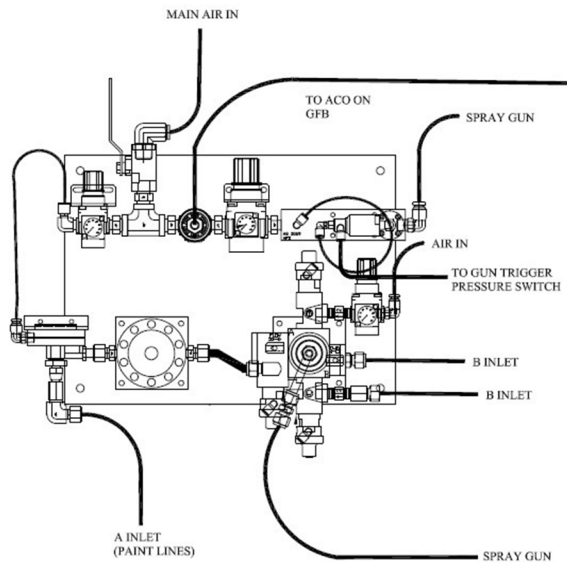 MAIN AIR IN
TO ACO ON
GFB
SPRAY GUN
AIR IN
TO GUN TRIGGER
PRESSURE SWITCH
B INLET
B INLET
A INLET
(PAINT LINES)
SPRAY GUN